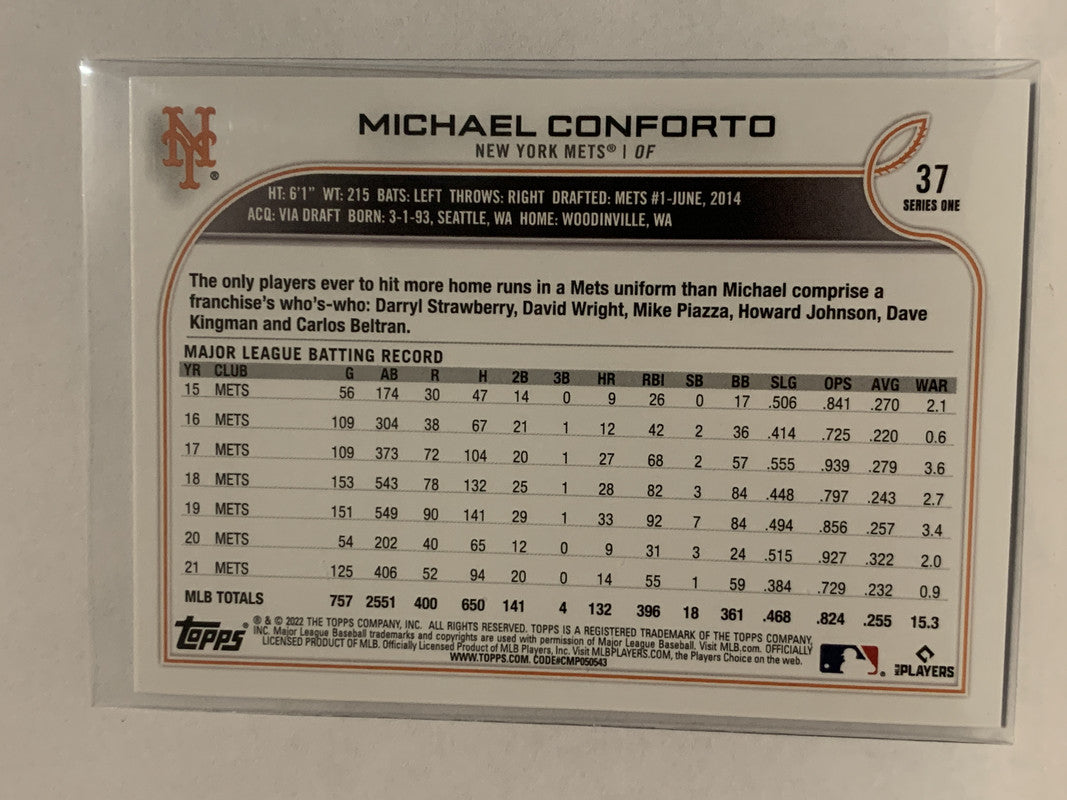 NY®
MICHAEL CONFORTO
NEW YORK METS® | OF
37
SERIES ONE
HT: 6'1" WT: 215 BATS: LEFT THROWS: RIGHT DRAFTED: METS #1-JUNE, 2014
ACQ: VIA DRAFT BORN: 3-1-93, SEATTLE, WA HOME: WOODINVILLE, WA
The only players ever to hit more home runs in a Mets uniform than Michael comprise a
franchise's who's-who: Darryl Strawberry, David Wright, Mike Piazza, Howard Johnson, Dave
Kingman and Carlos Beltran.
MAJOR LEAGUE BATTING RECORD
YR CLUB G AB R H 2B 3B HR RBI SB BB SLG OPS AVG WAR
15 METS 56 174 30 47 14 0 9 26 0 17 .506 .841 .270 2.1
16 METS 109 304 38 67 21 1 12 42 2 36 .414 .725 .220 0.6
17 METS 109 373 72 104 20 1 27 68 2 57 .555 .939 .279 3.6
18 METS 153 543 78 132 25 1 28 82 3 84 .448 .797 .243 2.7
19 METS 151 549 90 141 29 1 33 92 7 84 .494 .856 .257 3.4
20 METS 54 202 40 65 12 0 9 31 3 24 .515 .927 .322 2.0
21 METS 125 406 52 94 20 0 14 55 1 59 .384 .729 .232 0.9
MLB TOTALS 757 2551 400 650 141 4 132 396 18 361 .468 .824 .255 15.3
topps®
® & © 2022 THE TOPPS COMPANY, INC. ALL RIGHTS RESERVED. TOPPS IS A REGISTERED TRADEMARK OF THE TOPPS COMPANY,
INC. Major League Baseball trademarks and copyrights are used with permission of Major League Baseball. Visit MLB.com. OFFICIALLY
LICENSED PRODUCT OF MLB. Officially Licensed Product of MLB Players, Inc. Visit MLBPLAYERS.COM, the Players Choice on the web.
WWW.TOPPS.COM. CODE#CMP050543
MLB PLAYERS